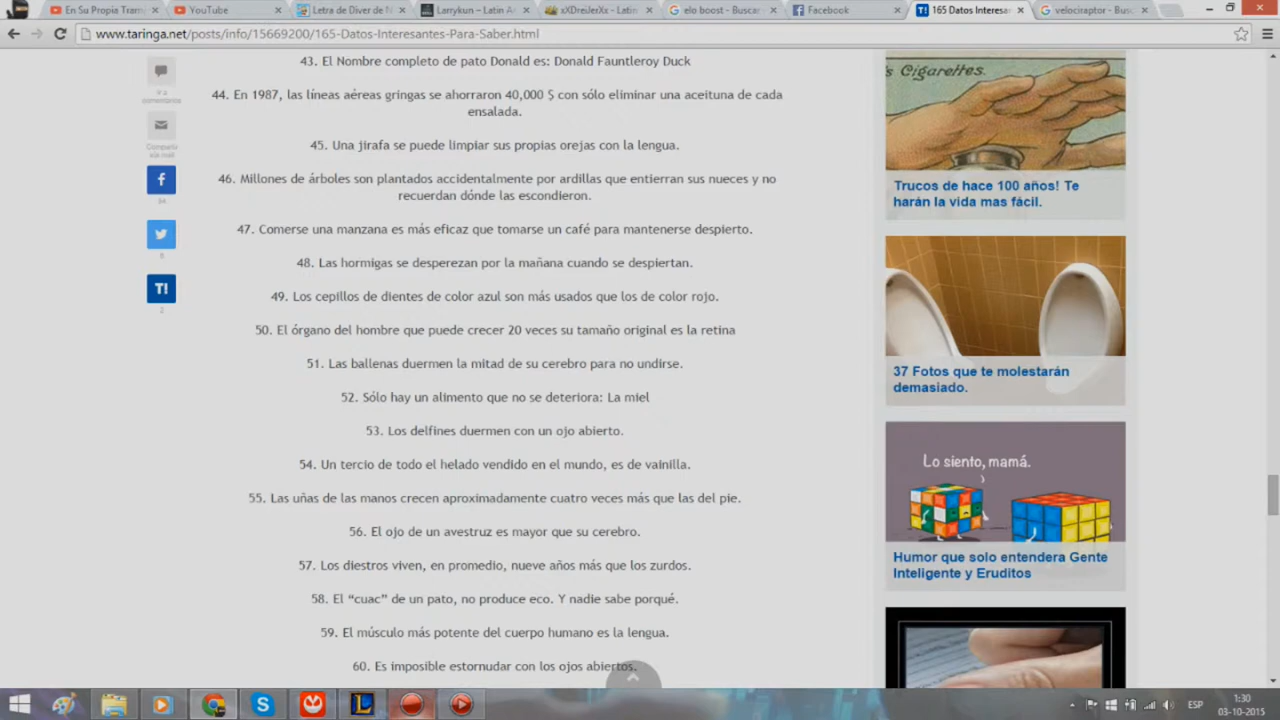 En Su Propia Tram
YouTube
Letra de Diver de N
Larrykun – Latin A
xXDreiJerXx - Latin
elo boost - Buscar
Facebook
165 Datos Interesan
velociraptor - Bus
www.taringa.net/posts/info/15669200/165-Datos-Interesantes-Para-Saber.html
43. El Nombre completo de pato Donald es: Donald Fauntleroy Duck
44. En 1987, las líneas aéreas gringas se ahorraron 40,000 $ con sólo eliminar una aceituna de cada
ensalada.
45. Una jirafa se puede limpiar sus propias orejas con la lengua.
46. Millones de árboles son plantados accidentalmente por ardillas que entierran sus nueces y no
recuerdan dónde las escondieron.
47. Comerse una manzana es más eficaz que tomarse un café para mantenerse despierto.
48. Las hormigas se desperezan por la mañana cuando se despiertan.
49. Los cepillos de dientes de color azul son más usados que los de color rojo.
50. El órgano del hombre que puede crecer 20 veces su tamaño original es la retina
51. Las ballenas duermen la mitad de su cerebro para no undirse.
52. Sólo hay un alimento que no se deteriora: La miel
53. Los delfines duermen con un ojo abierto.
54. Un tercio de todo el helado vendido en el mundo, es de vainilla.
55. Las uñas de las manos crecen aproximadamente cuatro veces más que las del pie.
56. El ojo de un avestruz es mayor que su cerebro.
57. Los diestros viven, en promedio, nueve años más que los zurdos.
58. El “cuac” de un pato, no produce eco. Y nadie sabe porqué.
59. El músculo más potente del cuerpo humano es la lengua.
60. Es imposible estornudar con los ojos abiertos.
Ir a
comentarios
Compartir
vía mail
T!
2
's Cigarettes.
Trucos de hace 100 años! Te
harán la vida mas fácil.
37 Fotos que te molestarán
demasiado.
Lo siento, mamá.
Humor que solo entendera Gente
Inteligente y Eruditos
ESP
1:30
03-10-2015